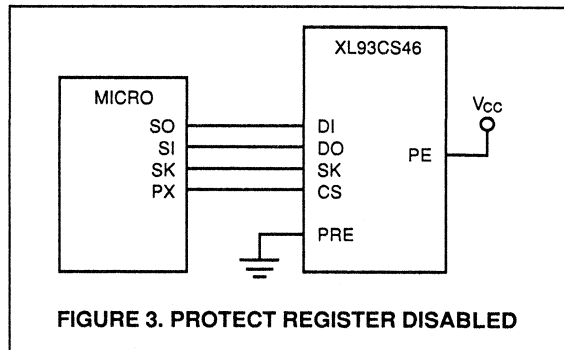 XL93CS46
MICRO
VCC
SO DI
SI DO
PE
SK SK
PX CS
PRE
FIGURE 3. PROTECT REGISTER DISABLED